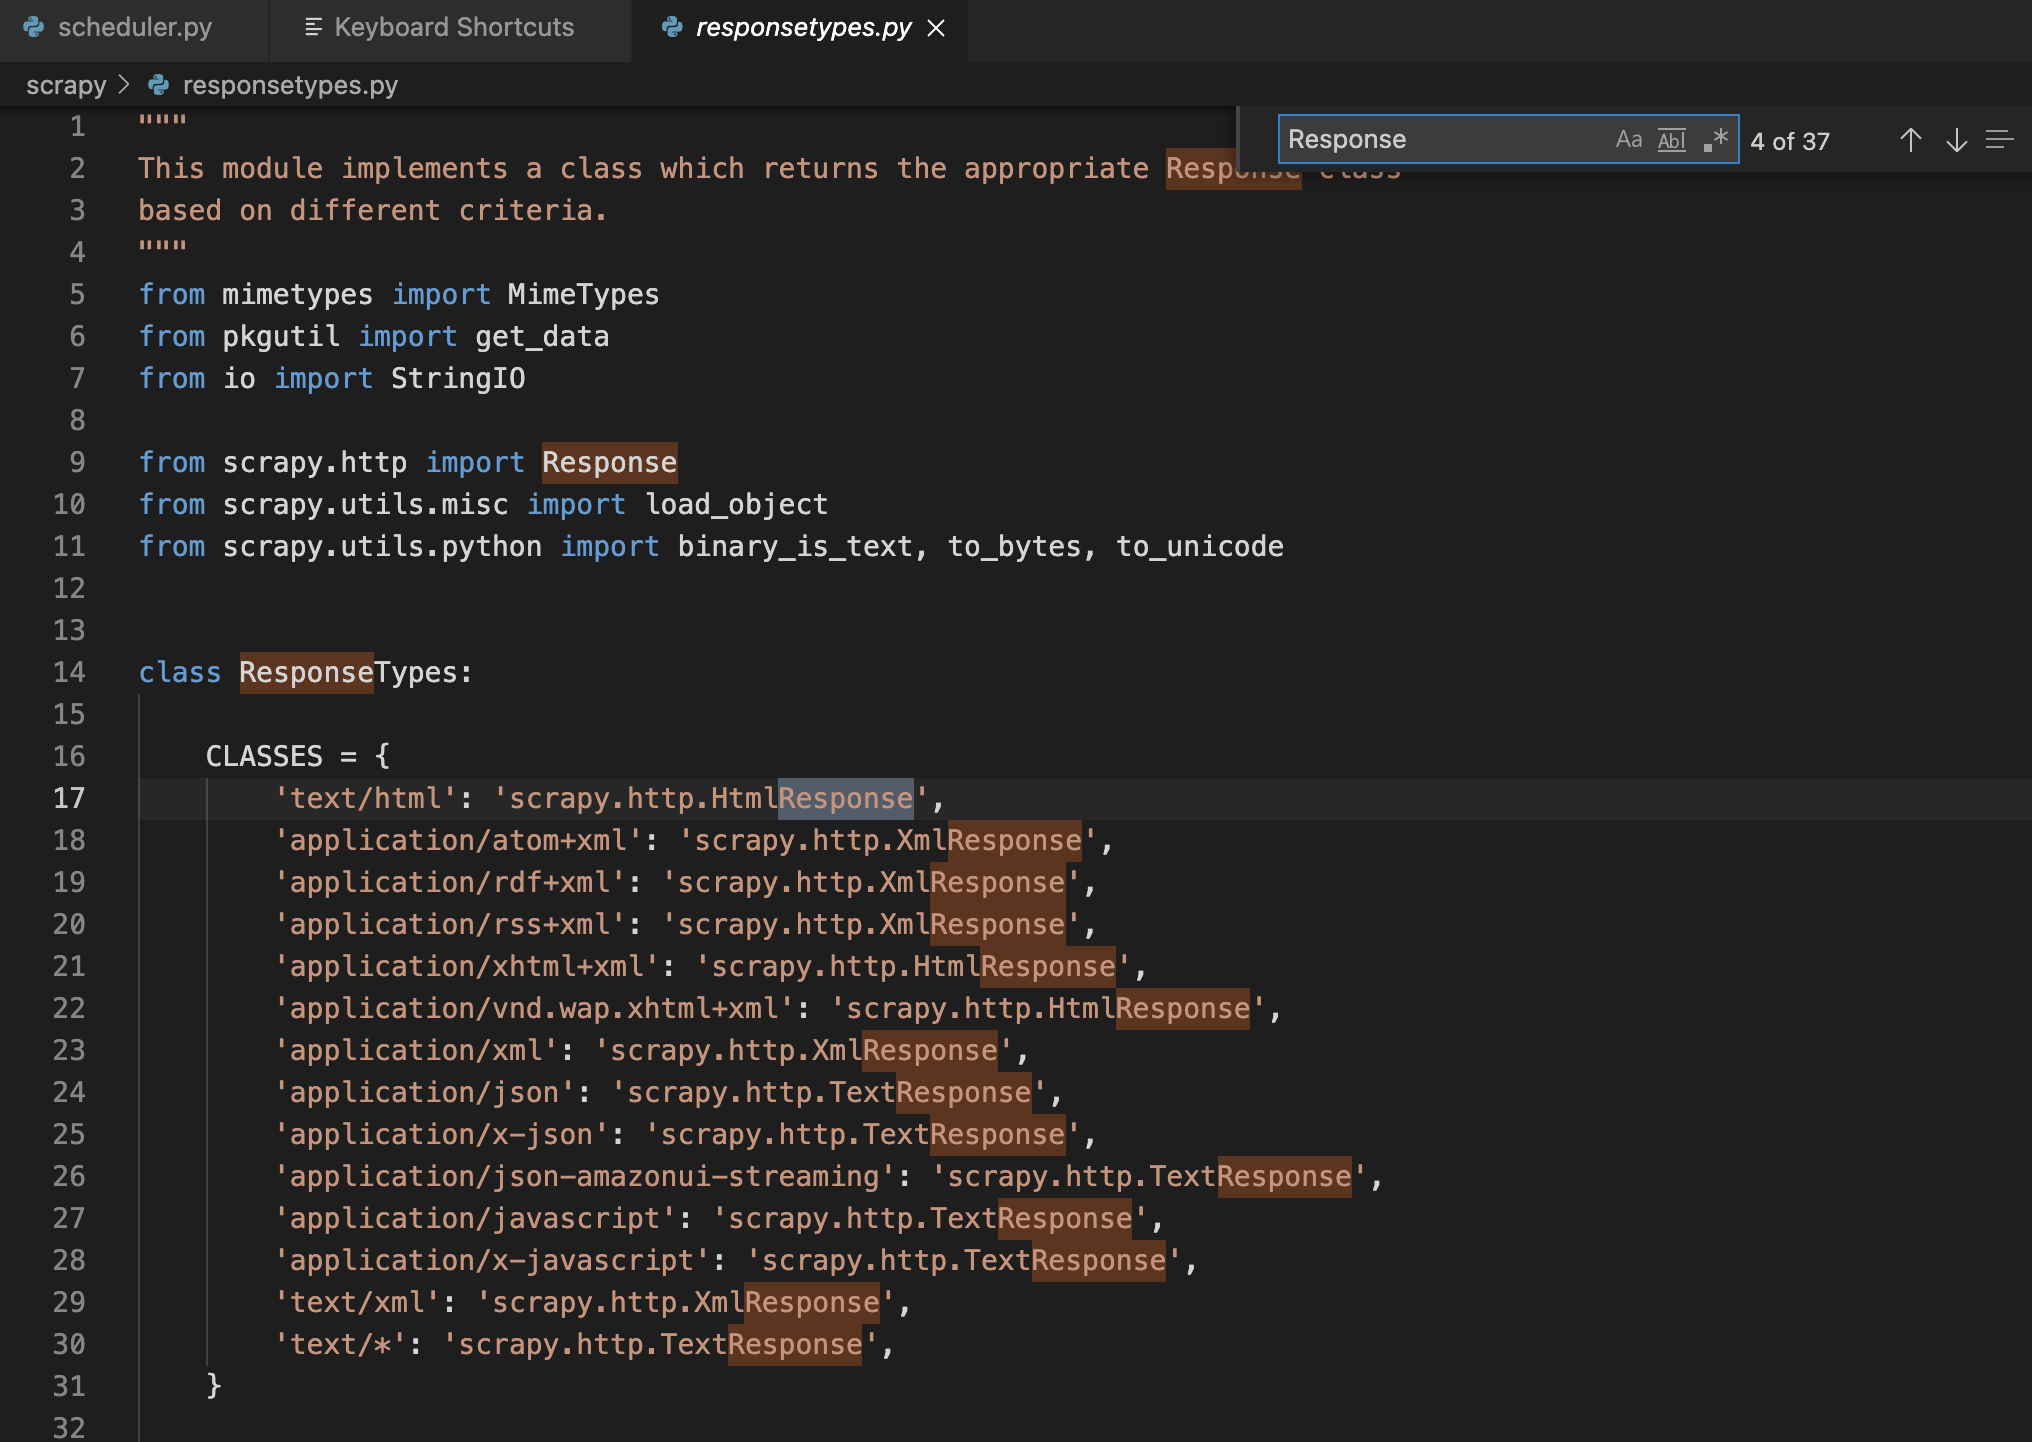 scheduler.py Keyboard Shortcuts responsetypes.py
scrapy > responsetypes.py
Response Aa Abl .* 4 of 37
1 """
2 This module implements a class which returns the appropriate Response class
3 based on different criteria.
4 """
5 from mimetypes import MimeTypes
6 from pkgutil import get_data
7 from io import StringIO
8
9 from scrapy.http import Response
10 from scrapy.utils.misc import load_object
11 from scrapy.utils.python import binary_is_text, to_bytes, to_unicode
12
13
14 class ResponseTypes:
15
16 CLASSES = {
17 'text/html': 'scrapy.http.HtmlResponse',
18 'application/atom+xml': 'scrapy.http.XmlResponse',
19 'application/rdf+xml': 'scrapy.http.XmlResponse',
20 'application/rss+xml': 'scrapy.http.XmlResponse',
21 'application/xhtml+xml': 'scrapy.http.HtmlResponse',
22 'application/vnd.wap.xhtml+xml': 'scrapy.http.HtmlResponse',
23 'application/xml': 'scrapy.http.XmlResponse',
24 'application/json': 'scrapy.http.TextResponse',
25 'application/x-json': 'scrapy.http.TextResponse',
26 'application/json-amazonui-streaming': 'scrapy.http.TextResponse',
27 'application/javascript': 'scrapy.http.TextResponse',
28 'application/x-javascript': 'scrapy.http.TextResponse',
29 'text/xml': 'scrapy.http.XmlResponse',
30 'text/*': 'scrapy.http.TextResponse',
31 }
32